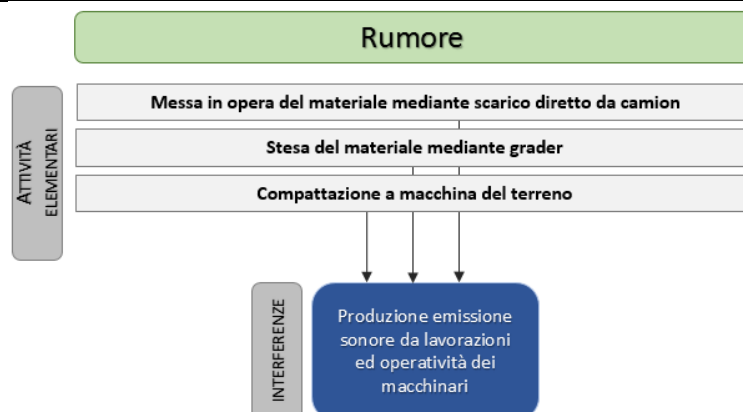 Rumore
ATTIVITÀ
ELEMENTARI
Messa in opera del materiale mediante scarico diretto da camion
Stesa del materiale mediante grader
Compattazione a macchina del terreno
INTERFERENZE
Produzione emissione
sonore da lavorazioni
ed operatività dei
macchinari